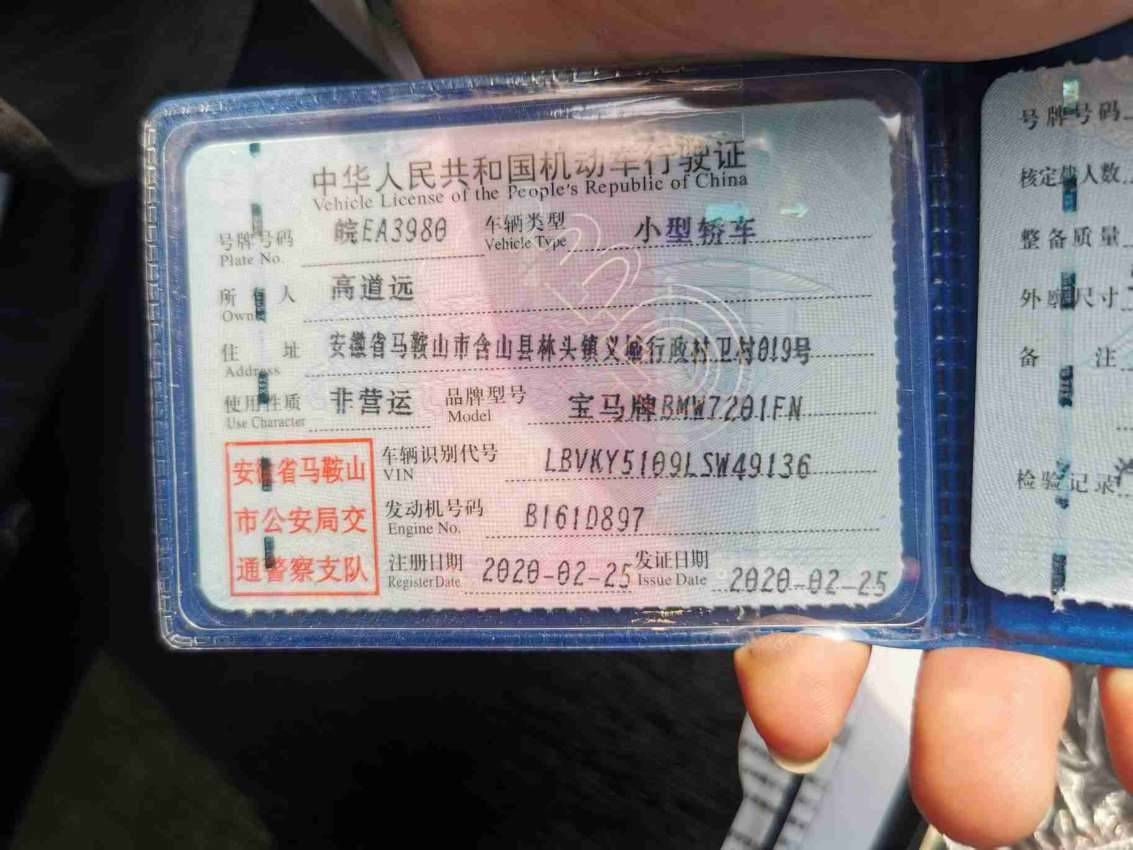 中华人民共和国机动车行驶证
Vehicle License of the People's Republic of China
号牌号码 皖EA3980 车辆类型 小型轿车
Plate No. Vehicle Type
所有人 高道远
Owner
住 址 安徽省马鞍山市含山县林头镇义城行政村卫村019号
Address
使用性质 非营运 品牌型号 宝马牌BMW7201FN
Use Character Model
安徽省马鞍山
市公安局交
通警察支队
车辆识别代号 LBVKY5109LSW49136
VIN
发动机号码 B161D897
Engine No.
注册日期 2020-02-25 发证日期 2020-02-25
Register Date Issue Date
号牌号码
核定载人数
整备质量
外廓尺寸
备 注
检验记录